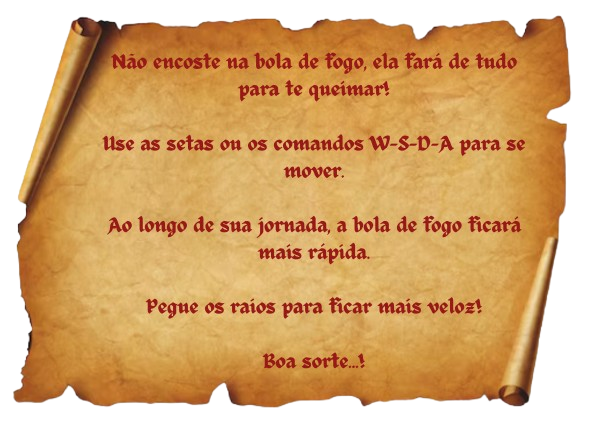 Não encoste na bola de fogo, ela fará de tudo
para te queimar!
Use as setas ou os comandos W-S-D-A para se
mover.
Ao longo de sua jornada, a bola de fogo ficará
mais rápida.
Pegue os raios para ficar mais veloz!
Boa sorte...!